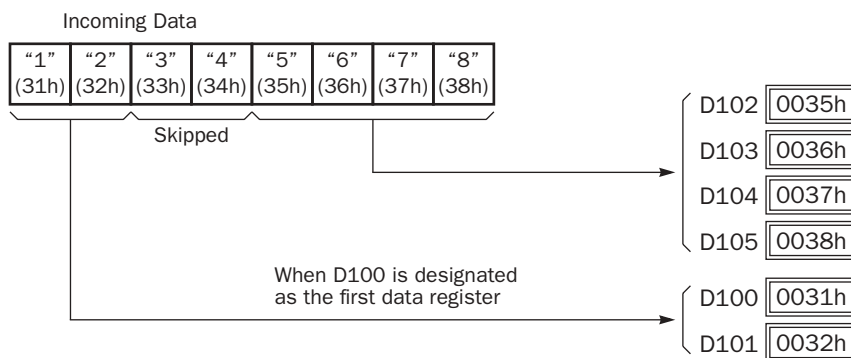 Incoming Data
“1” “2” “3” “4” “5” “6” “7” “8”
(31h) (32h) (33h) (34h) (35h) (36h) (37h) (38h)
Skipped
D102 0035h
D103 0036h
D104 0037h
D105 0038h
When D100 is designated
as the first data register
D100 0031h
D101 0032h